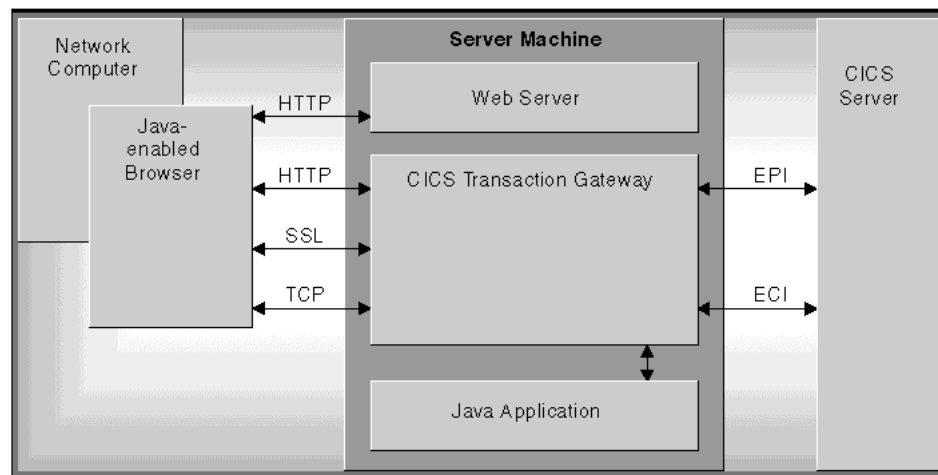 Network
Computer
Java-
enabled
Browser
HTTP
HTTP
SSL
TCP
Server Machine
Web Server
CICS Transaction Gateway
Java Application
EPI
ECI
CICS
Server